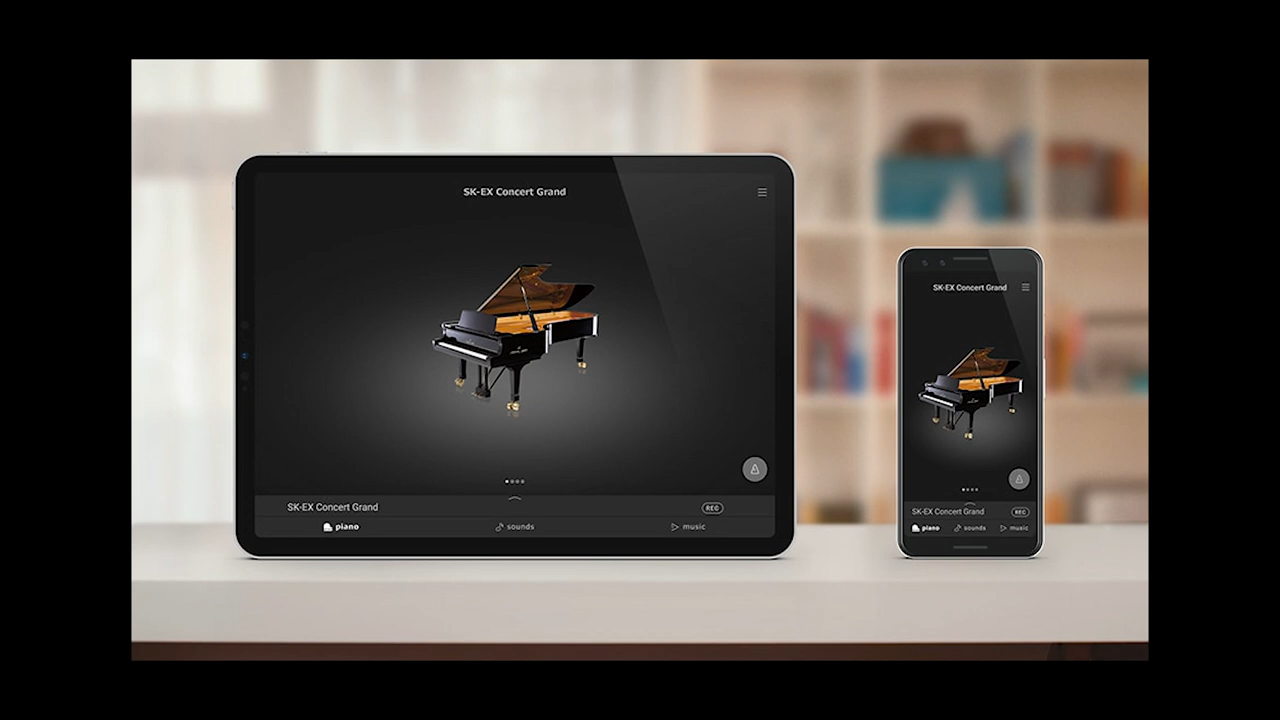 SK-EX Concert Grand
SK-EX Concert Grand
REC
piano
sounds
music
SK-EX Concert Grand
SK-EX Concert Grand
REC
piano
sounds
music